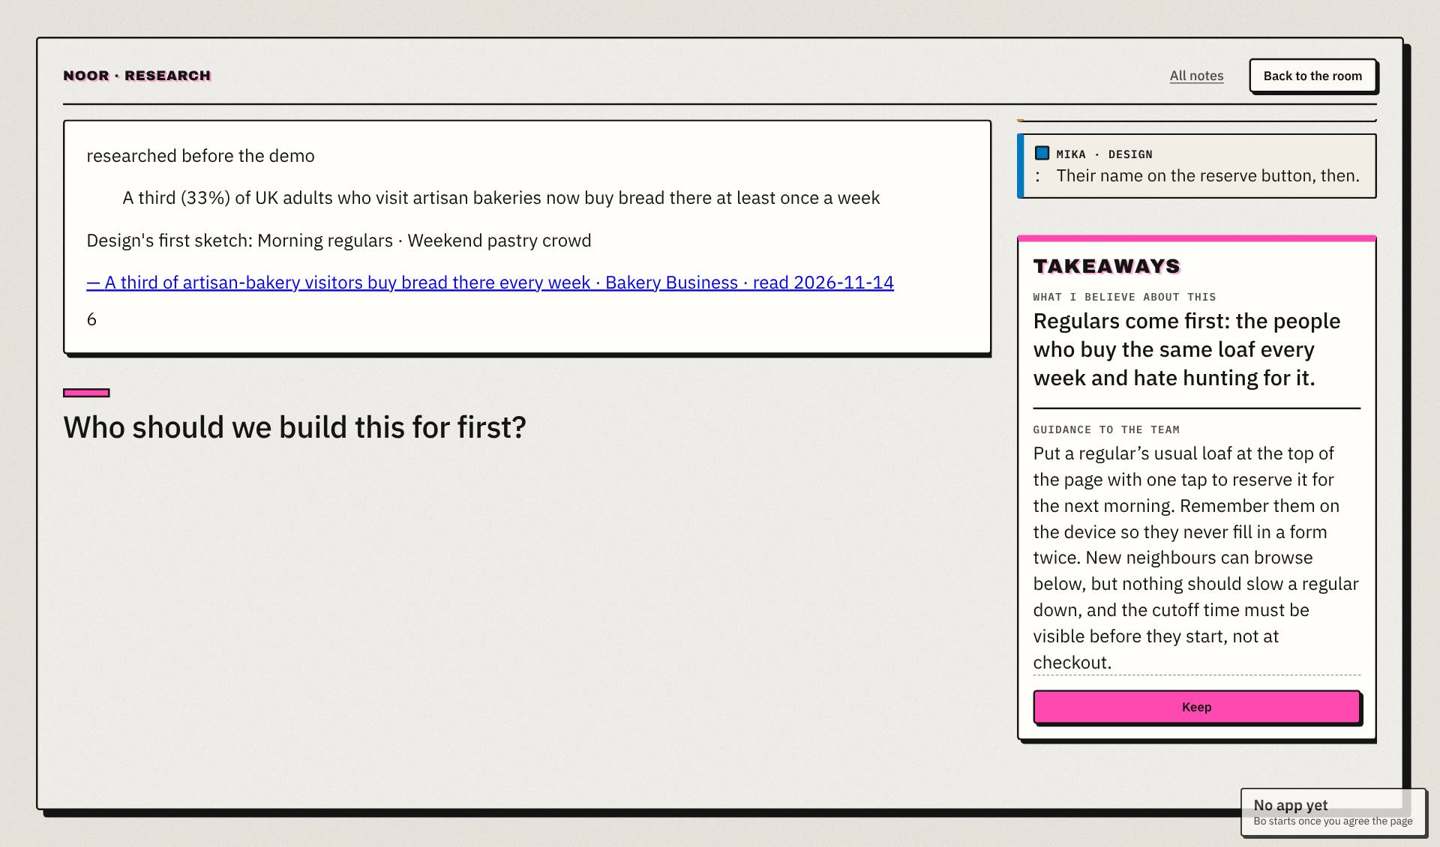 NOOR · RESEARCH
All notes
Back to the room
researched before the demo
A third (33%) of UK adults who visit artisan bakeries now buy bread there at least once a week
Design's first sketch: Morning regulars · Weekend pastry crowd
— A third of artisan-bakery visitors buy bread there every week · Bakery Business · read 2026-11-14
6
Who should we build this for first?
MIKA · DESIGN
: Their name on the reserve button, then.
TAKEAWAYS
WHAT I BELIEVE ABOUT THIS
Regulars come first: the people
who buy the same loaf every
week and hate hunting for it.
GUIDANCE TO THE TEAM
Put a regular’s usual loaf at the top of
the page with one tap to reserve it for
the next morning. Remember them on
the device so they never fill in a form
twice. New neighbours can browse
below, but nothing should slow a regular
down, and the cutoff time must be
visible before they start, not at
checkout.
Keep
No app yet
Bo starts once you agree the page